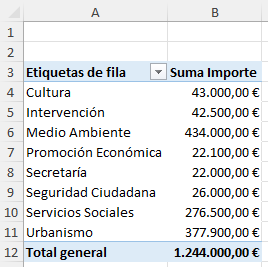 A B
1
2
3 Etiquetas de fila Suma Importe
4 Cultura 43.000,00 €
5 Intervención 42.500,00 €
6 Medio Ambiente 434.000,00 €
7 Promoción Económica 22.100,00 €
8 Secretaría 22.000,00 €
9 Seguridad Ciudadana 26.000,00 €
10 Servicios Sociales 276.500,00 €
11 Urbanismo 377.900,00 €
12 Total general 1.244.000,00 €